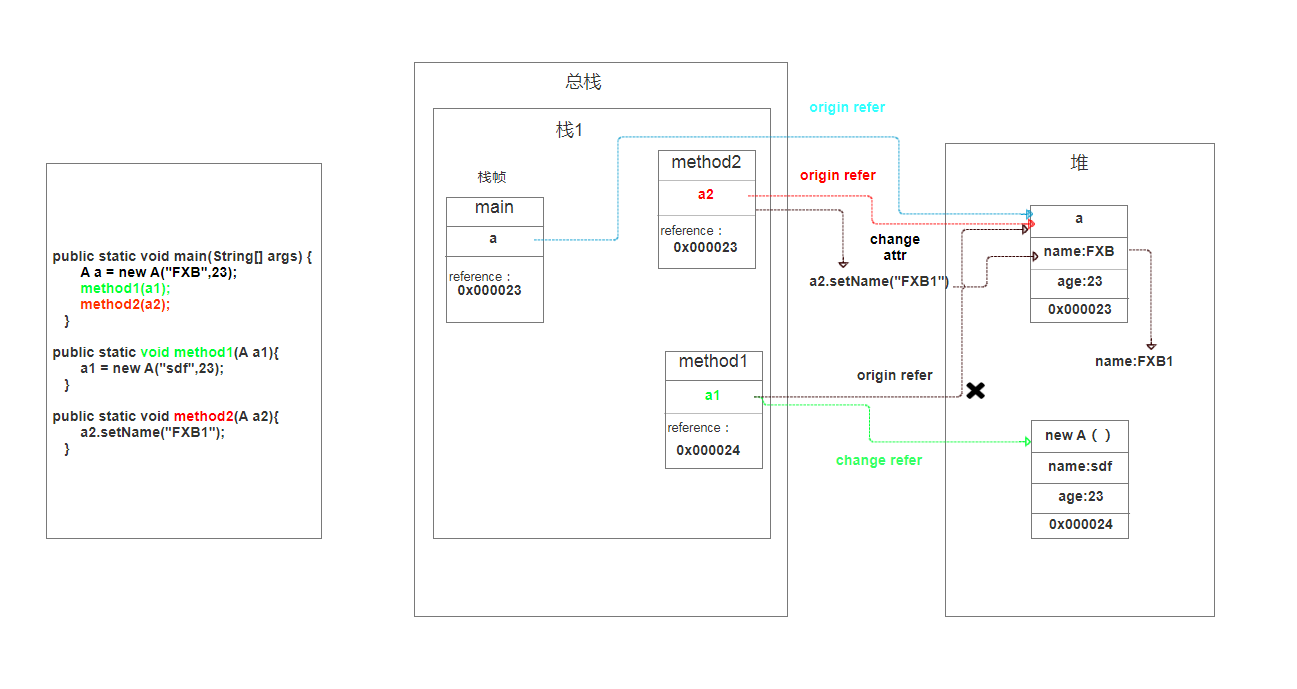 public static void main(String[] args) {
A a = new A("FXB",23);
method1(a1);
method2(a2);
}
public static void method1(A a1){
a1 = new A("sdf",23);
}
public static void method2(A a2){
a2.setName("FXB1");
}
总栈
栈1
栈帧
main
a
reference：
0x000023
method2
a2
reference：
0x000023
method1
a1
reference：
0x000024
origin refer
origin refer
change
attr
a2.setName("FXB1")
origin refer
change refer
堆
a
name:FXB
age:23
0x000023
name:FXB1
new A（）
name:sdf
age:23
0x000024